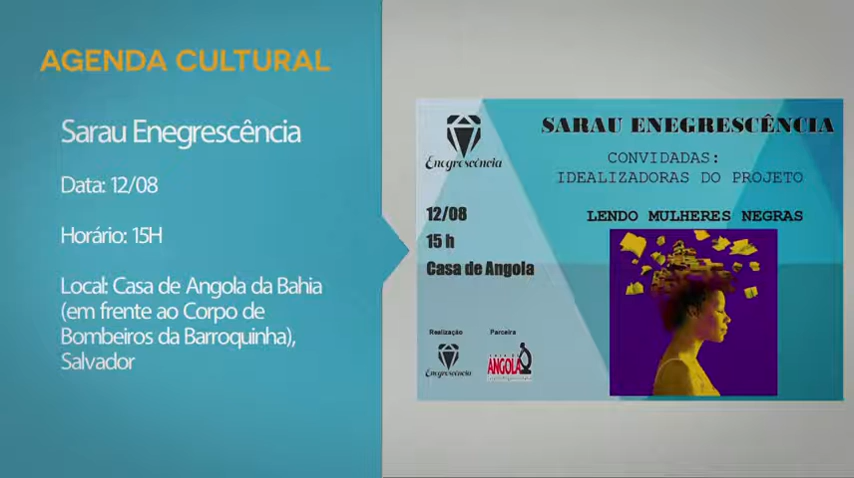 AGENDA CULTURAL
Sarau Enegrescência
Data: 12/08
Horário: 15H
Local: Casa de Angola da Bahia
(em frente ao Corpo de
Bombeiros da Barroquinha),
Salvador
Enegrescência
SARAU ENEGRESCÊNCIA
CONVIDADAS:
IDEALIZADORAS DO PROJETO
LENDO MULHERES NEGRAS
12/08
15 h
Casa de Angola
Realização
Parceira
Enegrescência
ANGOLA